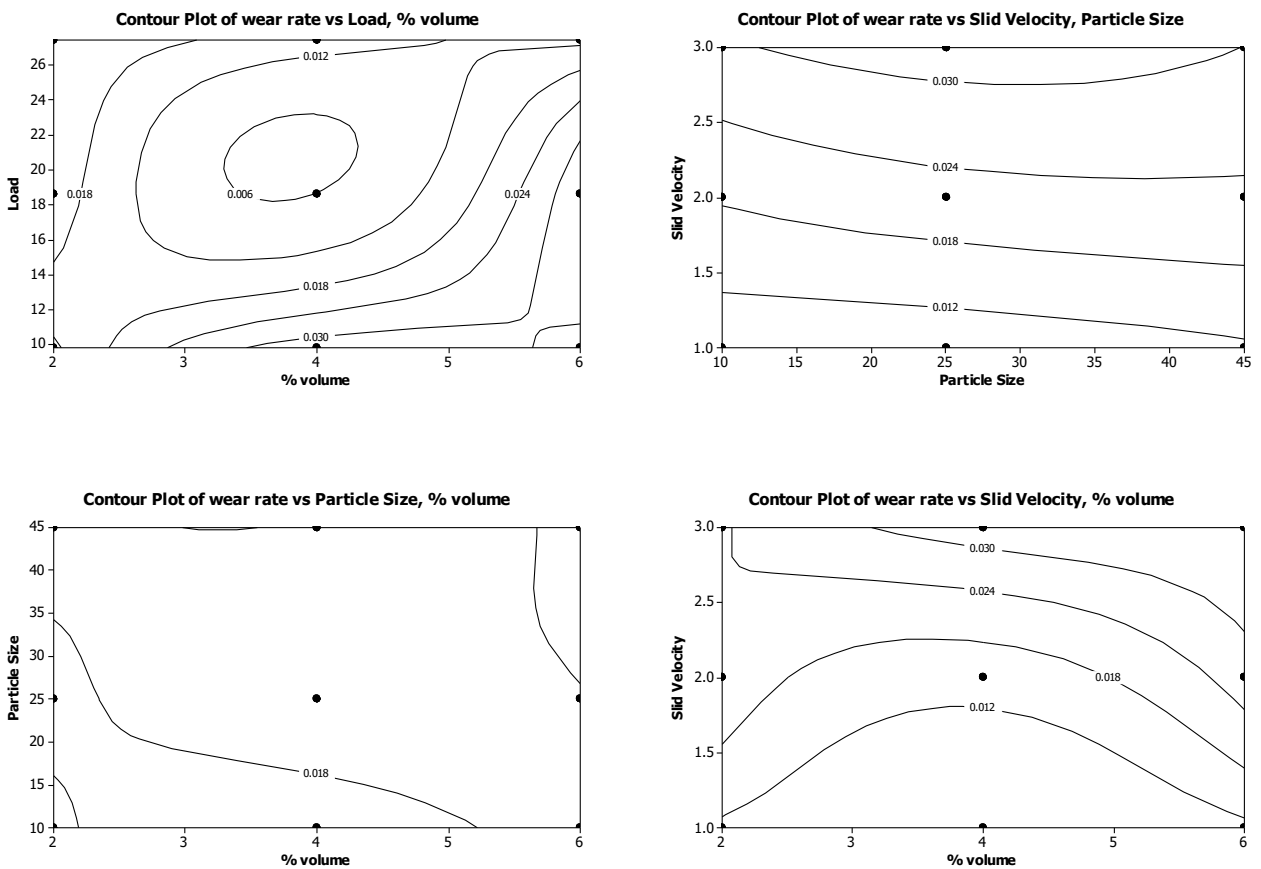 Contour Plot of wear rate vs Load, % volume
26
24
22
20
18
16
14
12
10
Load
0.012
0.006
0.018
0.024
0.018
0.030
2 3 4 5 6
% volume
Contour Plot of wear rate vs Slid Velocity, Particle Size
3.0
2.5
2.0
1.5
1.0
Slid Velocity
0.030
0.024
0.018
0.012
10 15 20 25 30 35 40 45
Particle Size
Contour Plot of wear rate vs Particle Size, % volume
45
40
35
30
25
20
15
10
Particle Size
0.018
2 3 4 5 6
% volume
Contour Plot of wear rate vs Slid Velocity, % volume
3.0
2.5
2.0
1.5
1.0
Slid Velocity
0.030
0.024
0.018
0.012
2 3 4 5 6
% volume